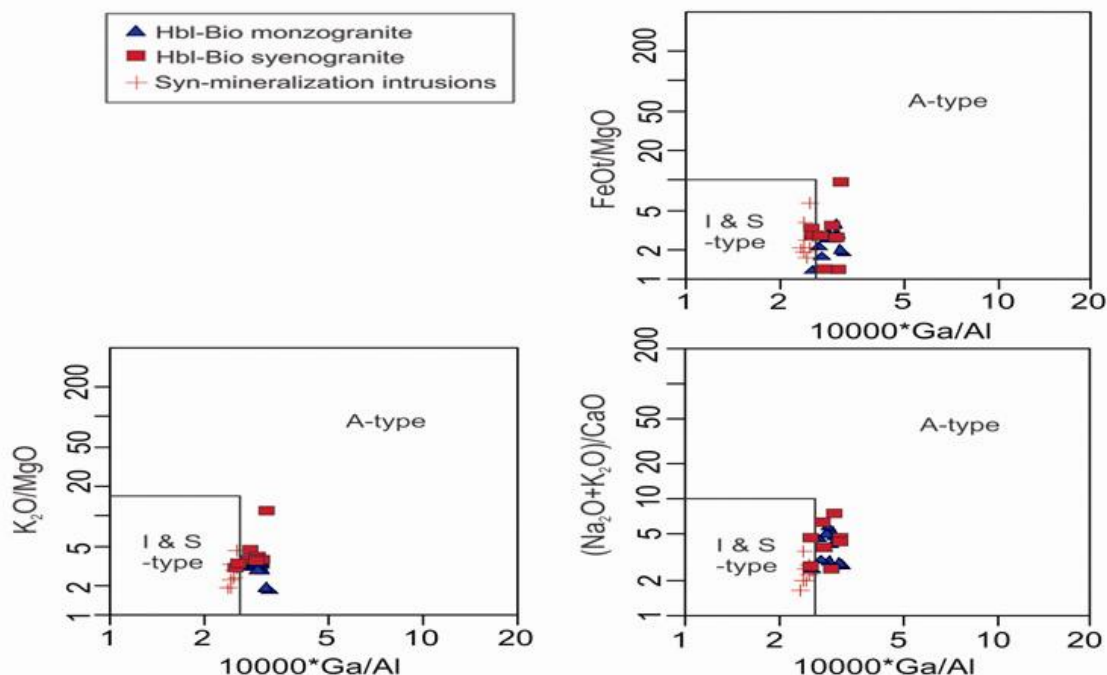 Hbl-Bio monzogranite
Hbl-Bio syenogranite
Syn-mineralization intrusions
FeOt/MgO
200
50
20
5
2
1
A-type
I & S
-type
1
2
5
10
20
10000*Ga/Al
K₂O/MgO
200
50
20
5
2
1
A-type
I & S
-type
1
2
5
10
20
10000*Ga/Al
(Na₂O+K₂O)/CaO
200
50
20
10
5
2
1
A-type
I & S
-type
1
2
5
10
20
10000*Ga/Al